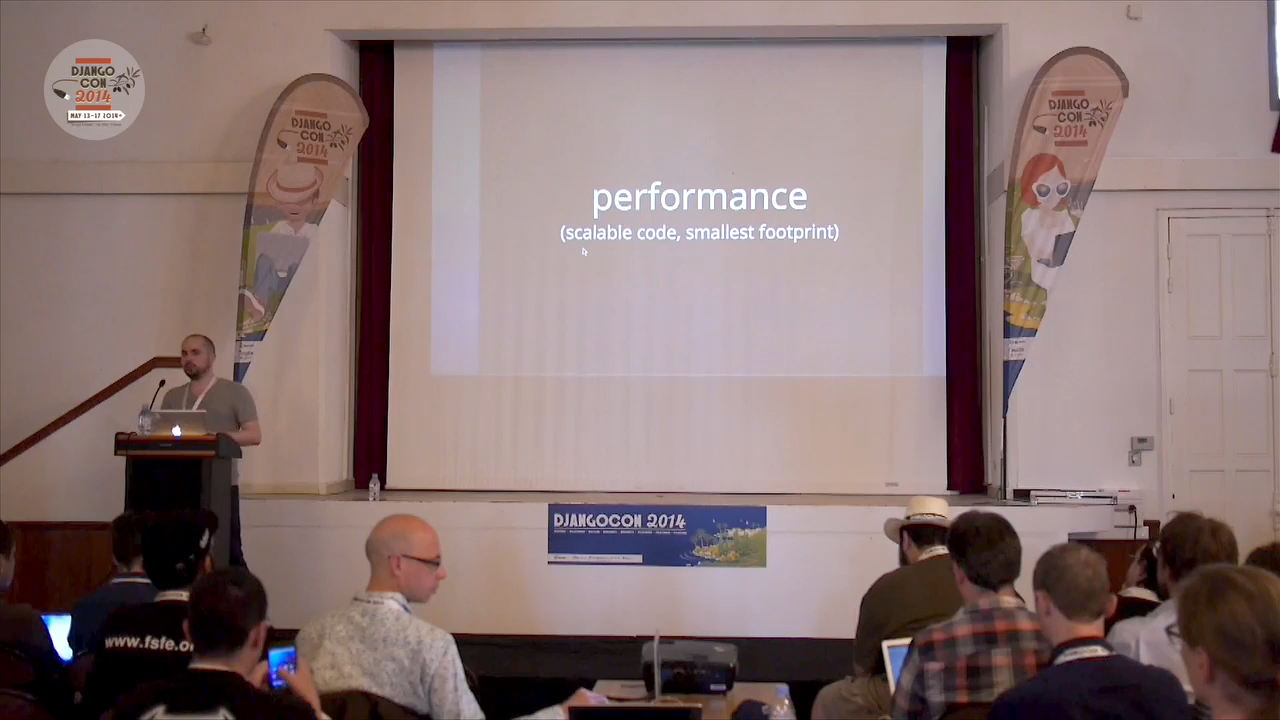 DJANGO
CON
2014
MAY 13-17 2014
DJANGO
CON
2014
performance
(scalable code, smallest footprint)
DJANGO
CON
2014
DJANGOCON 2014
www.fsfe.o